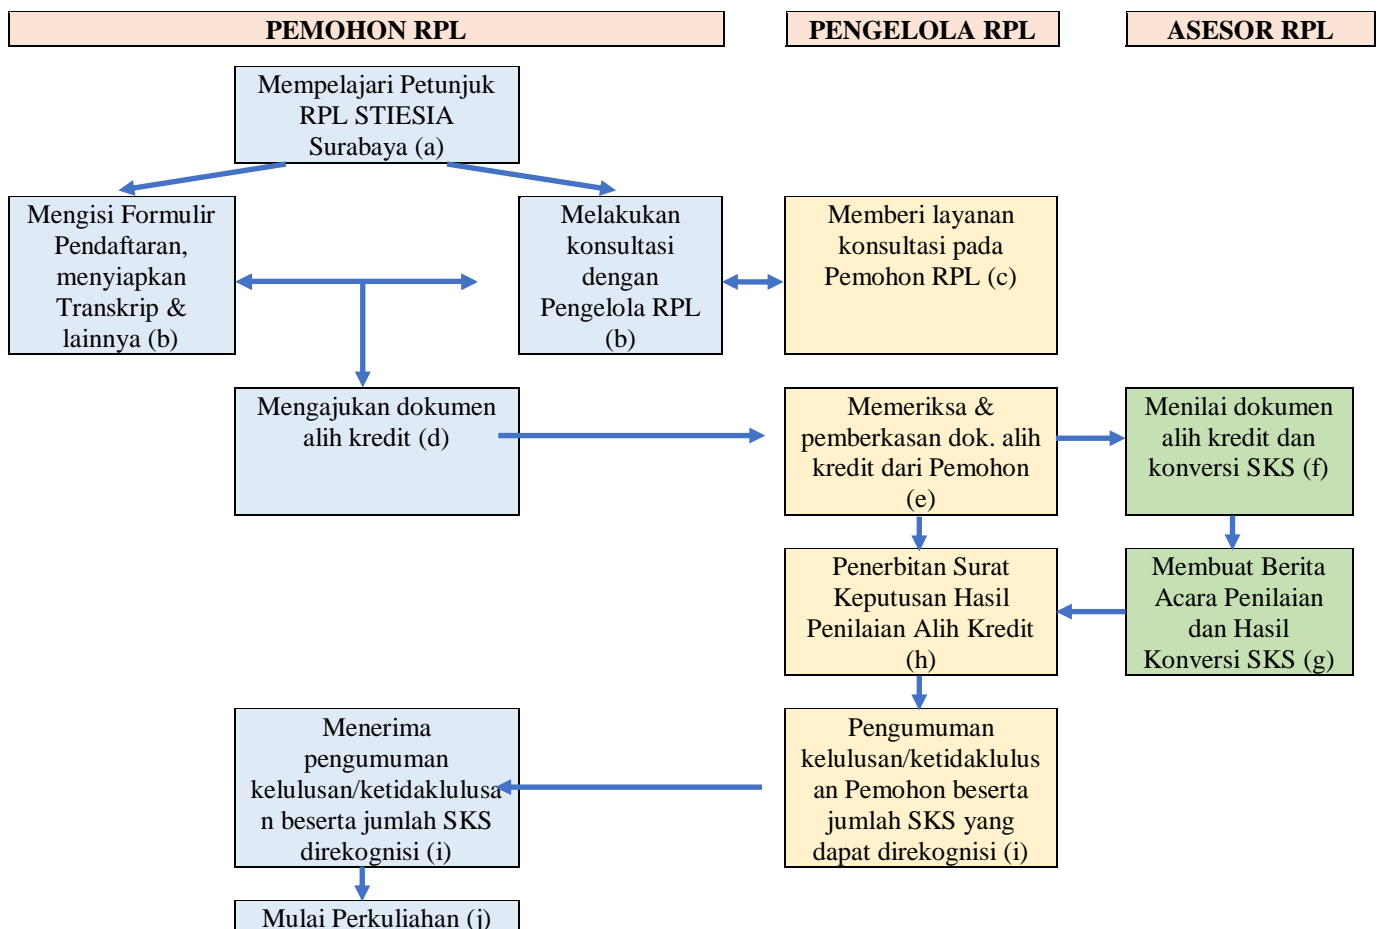 PEMOHON RPL
PENGELOLA RPL
ASESOR RPL
Mempelajari Petunjuk
RPL STIESIA
Surabaya (a)
Mengisi Formulir
Pendaftaran,
menyiapkan
Transkrip &
lainnya (b)
Melakukan
konsultasi
dengan
Pengelola RPL
(b)
Memberi layanan
konsultasi pada
Pemohon RPL (c)
Mengajukan dokumen
alih kredit (d)
Memeriksa &
pemberkasan dok. alih
kredit dari Pemohon
(e)
Menilai dokumen
alih kredit dan
konversi SKS (f)
Penerbitan Surat
Keputusan Hasil
Penilaian Alih Kredit
(h)
Membuat Berita
Acara Penilaian
dan Hasil
Konversi SKS (g)
Menerima
pengumuman
kelulusan/ketidaklulusa
n beserta jumlah SKS
direkognisi (i)
Pengumuman
kelulusan/ketidaklulus
an Pemohon beserta
jumlah SKS yang
dapat direkognisi (i)
Mulai Perkuliahan (j)